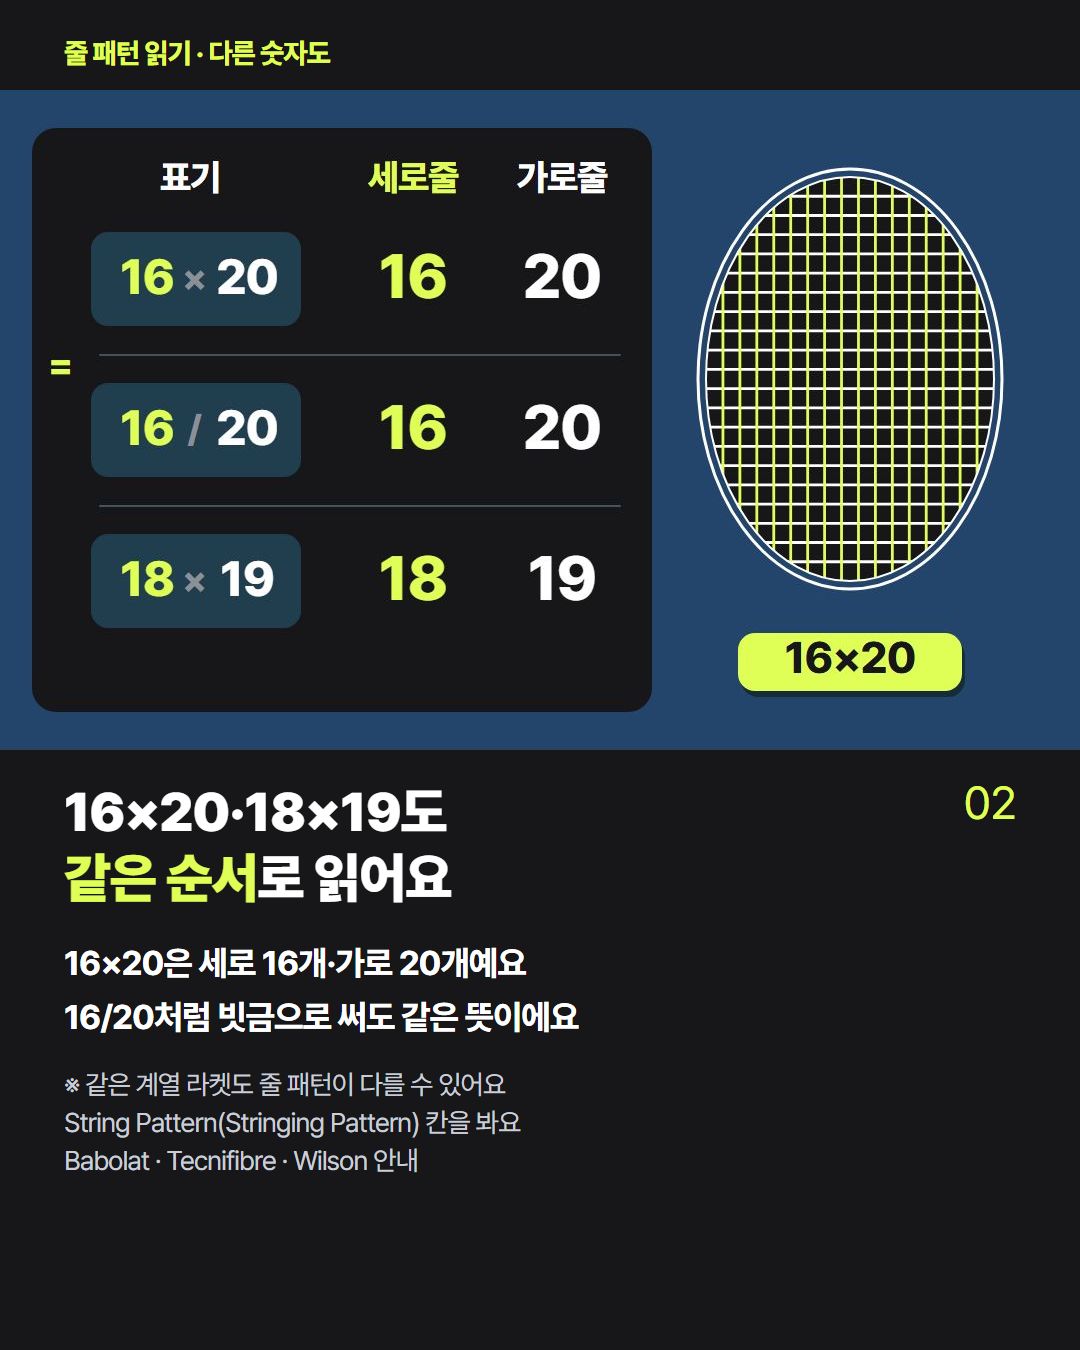 줄 패턴 읽기 · 다른 숫자도
표기 세로줄 가로줄
16 × 20 16 20
=
16 / 20 16 20
18 × 19 18 19
16×20
16×20·18×19도
같은 순서로 읽어요
02
16×20은 세로 16개·가로 20개예요
16/20처럼 빗금으로 써도 같은 뜻이에요
※ 같은 계열 라켓도 줄 패턴이 다를 수 있어요
String Pattern(Stringing Pattern) 칸을 봐요
Babolat · Tecnifibre · Wilson 안내